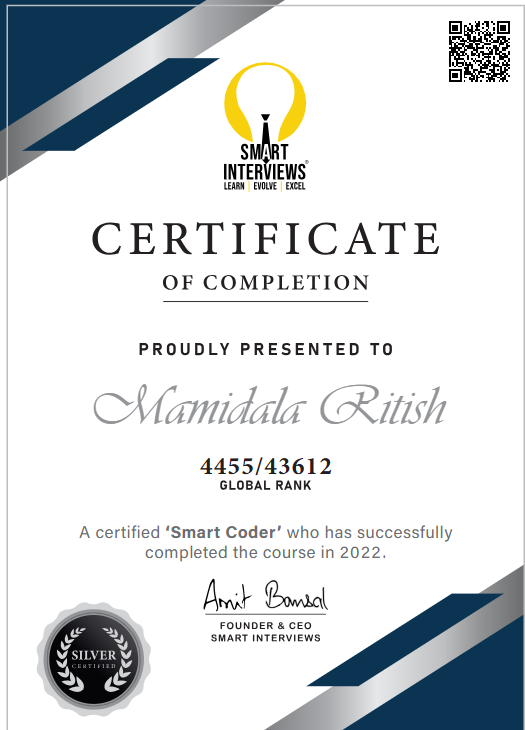 SMART
INTERVIEWS®
LEARN | EVOLVE | EXCEL
CERTIFICATE
OF COMPLETION
PROUDLY PRESENTED TO
Mamidala Ritish
4455/43612
GLOBAL RANK
A certified ‘Smart Coder’ who has successfully
completed the course in 2022.
Amit Bansal
FOUNDER & CEO
SMART INTERVIEWS
SILVER
CERTIFIED